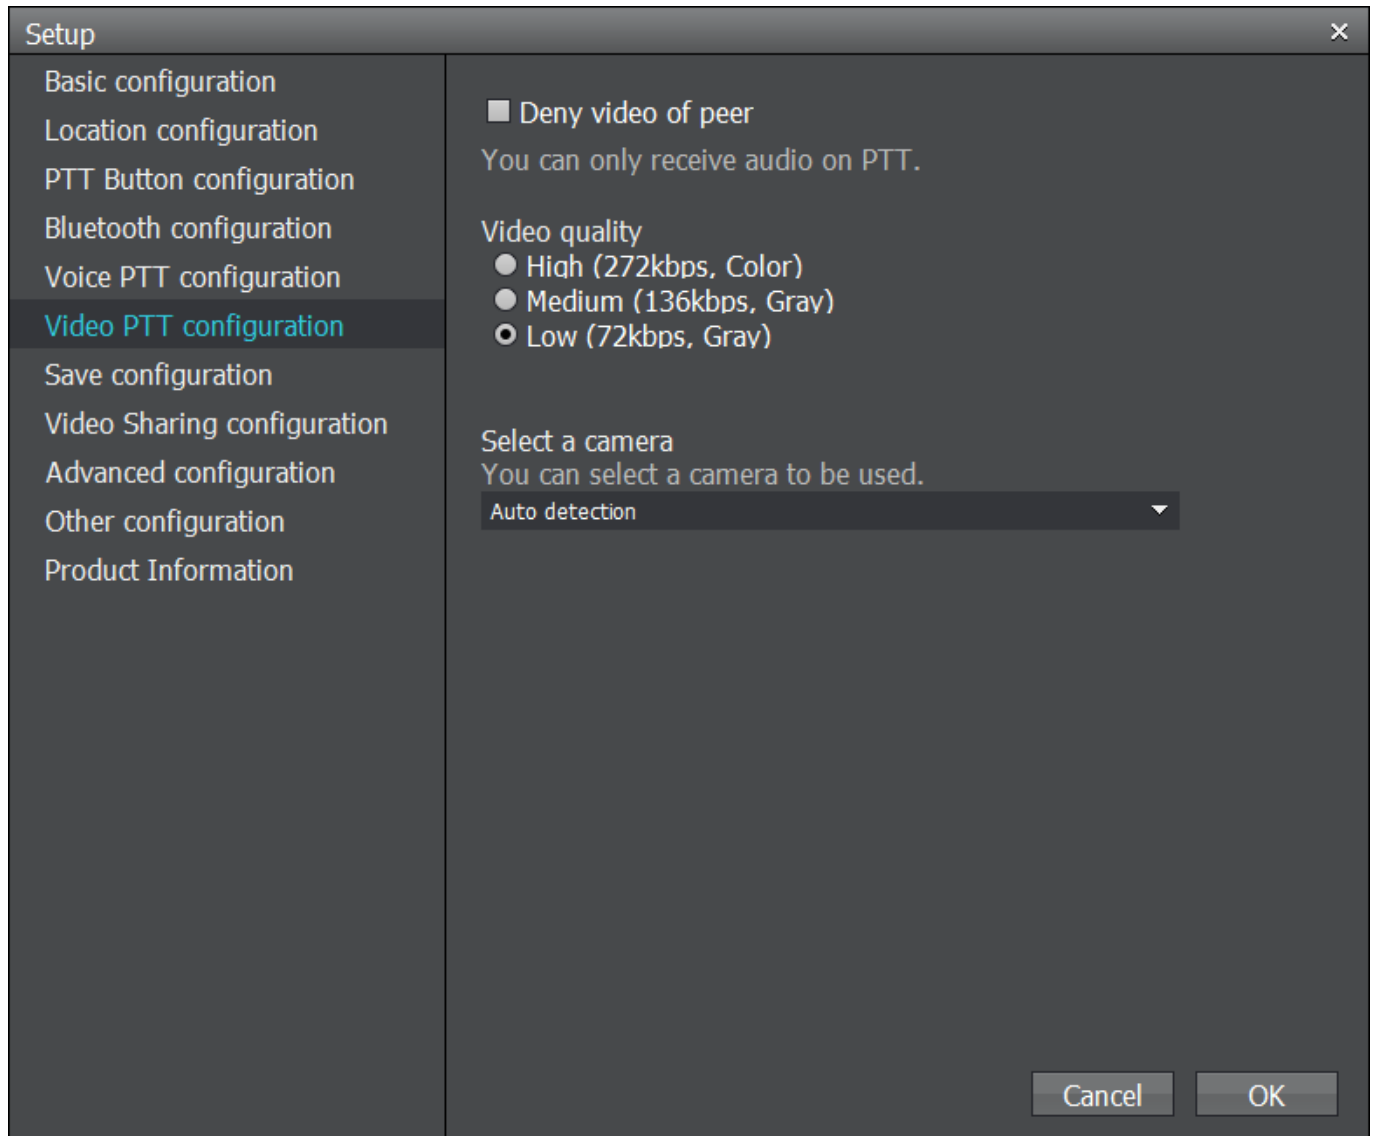 Setup
Basic configuration
Location configuration
PTT Button configuration
Bluetooth configuration
Voice PTT configuration
Video PTT configuration
Save configuration
Video Sharing configuration
Advanced configuration
Other configuration
Product Information
Deny video of peer
You can only receive audio on PTT.
Video quality
High (272kbps, Color)
Medium (136kbps, Gray)
Low (72kbps, Gray)
Select a camera
You can select a camera to be used.
Auto detection
Cancel
OK